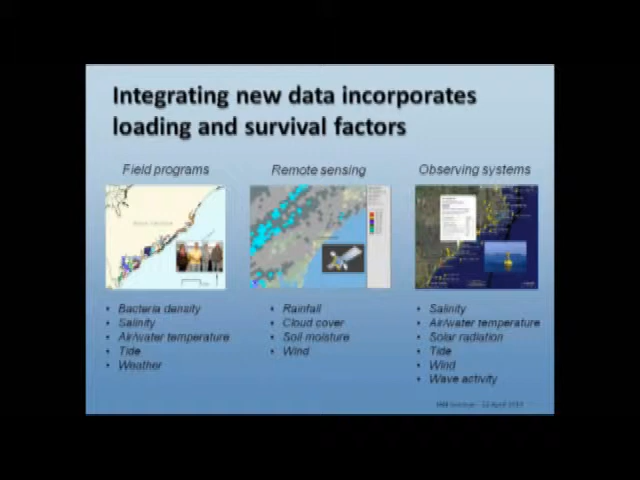 Integrating new data incorporates
loading and survival factors
Field programs
Remote sensing
Observing systems
• Bacteria density
• Salinity
• Air/water temperature
• Tide
• Weather
• Rainfall
• Cloud cover
• Soil moisture
• Wind
• Salinity
• Air/water temperature
• Solar radiation
• Tide
• Wind
• Wave activity